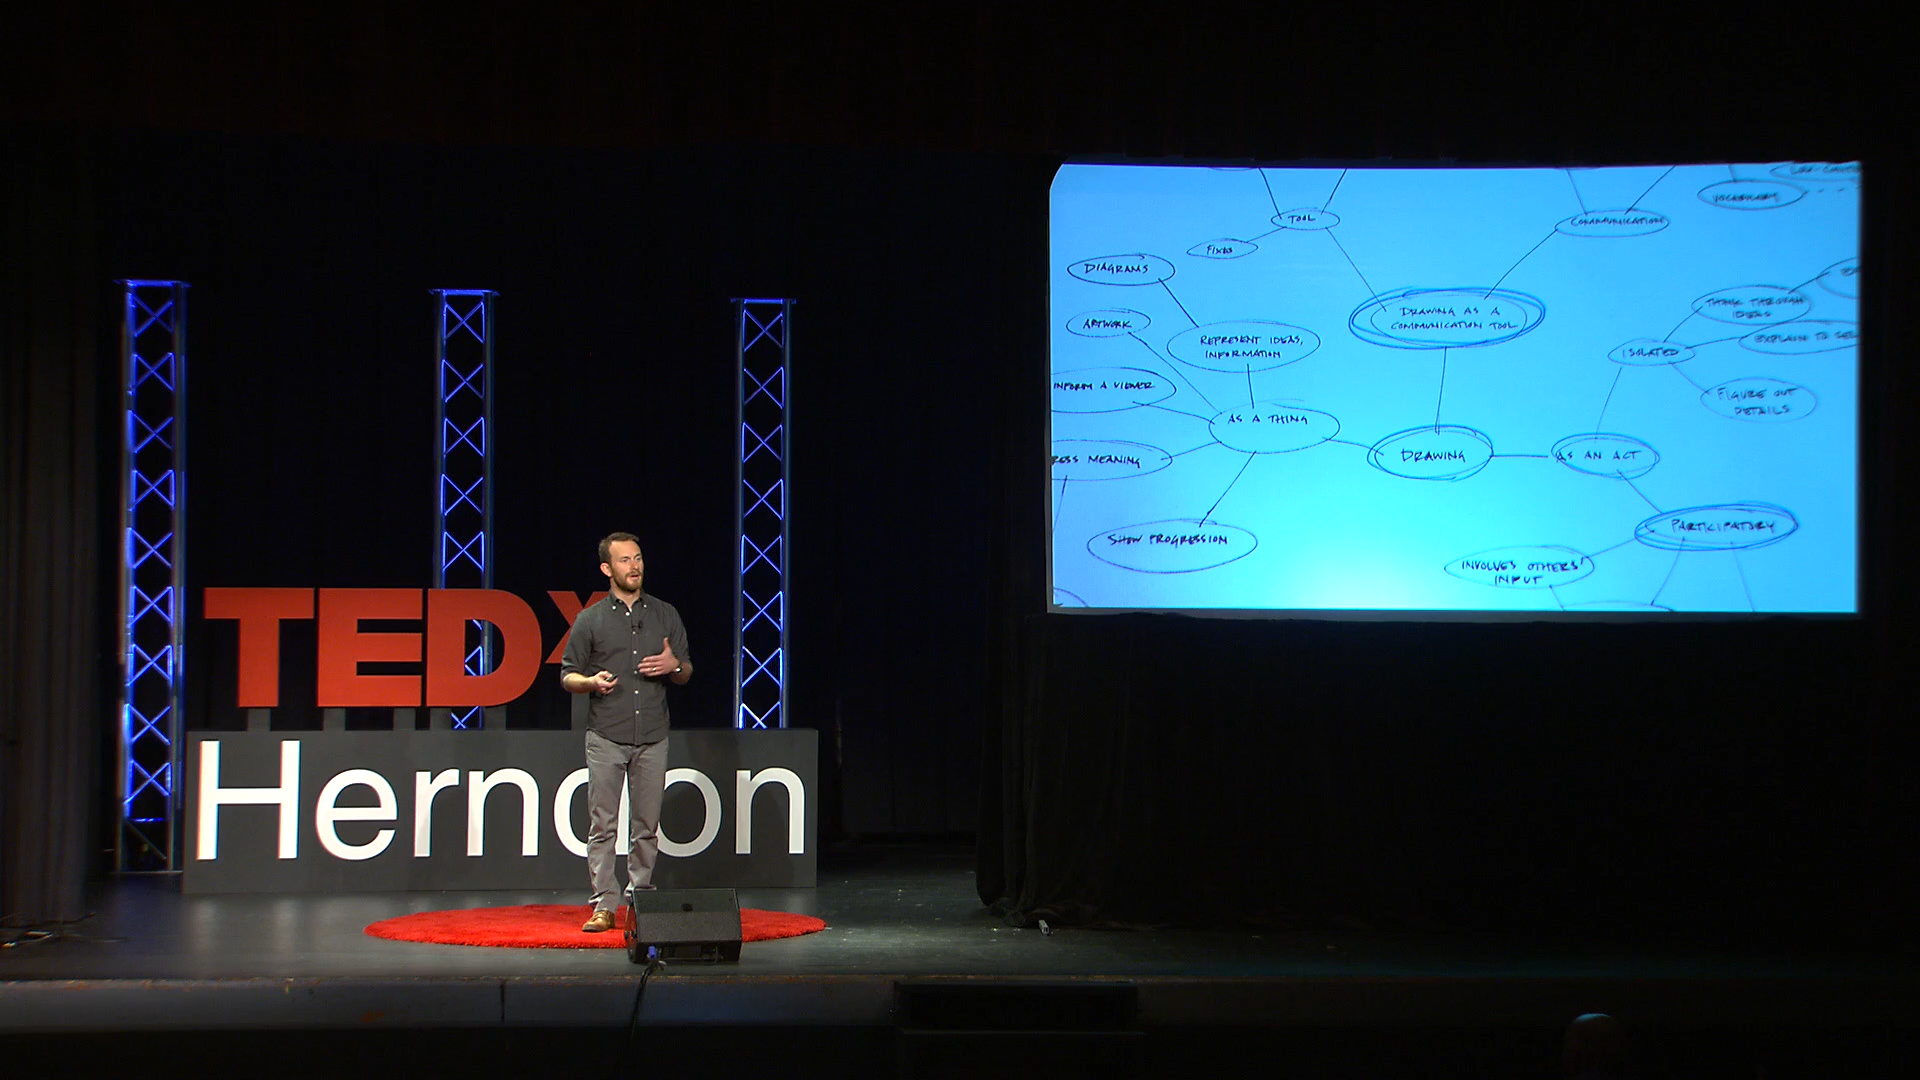 TEDx
Herndon
TOOL
COMMUNICATION
VOCABULARY
FIXES
DIAGRAMS
ARTWORK
REPRESENT IDEAS,
INFORMATION
DRAWING AS A
COMMUNICATION TOOL
THINK THROUGH
IDEAS
EXPLAIN TO
ISOLATED
INFORM A VIEWER
FIGURE OUT
DETAILS
AS A THING
MEANING
DRAWING
AS AN ACT
SHOW PROGRESSION
PARTICIPATORY
INVOLVES OTHERS'
INPUT